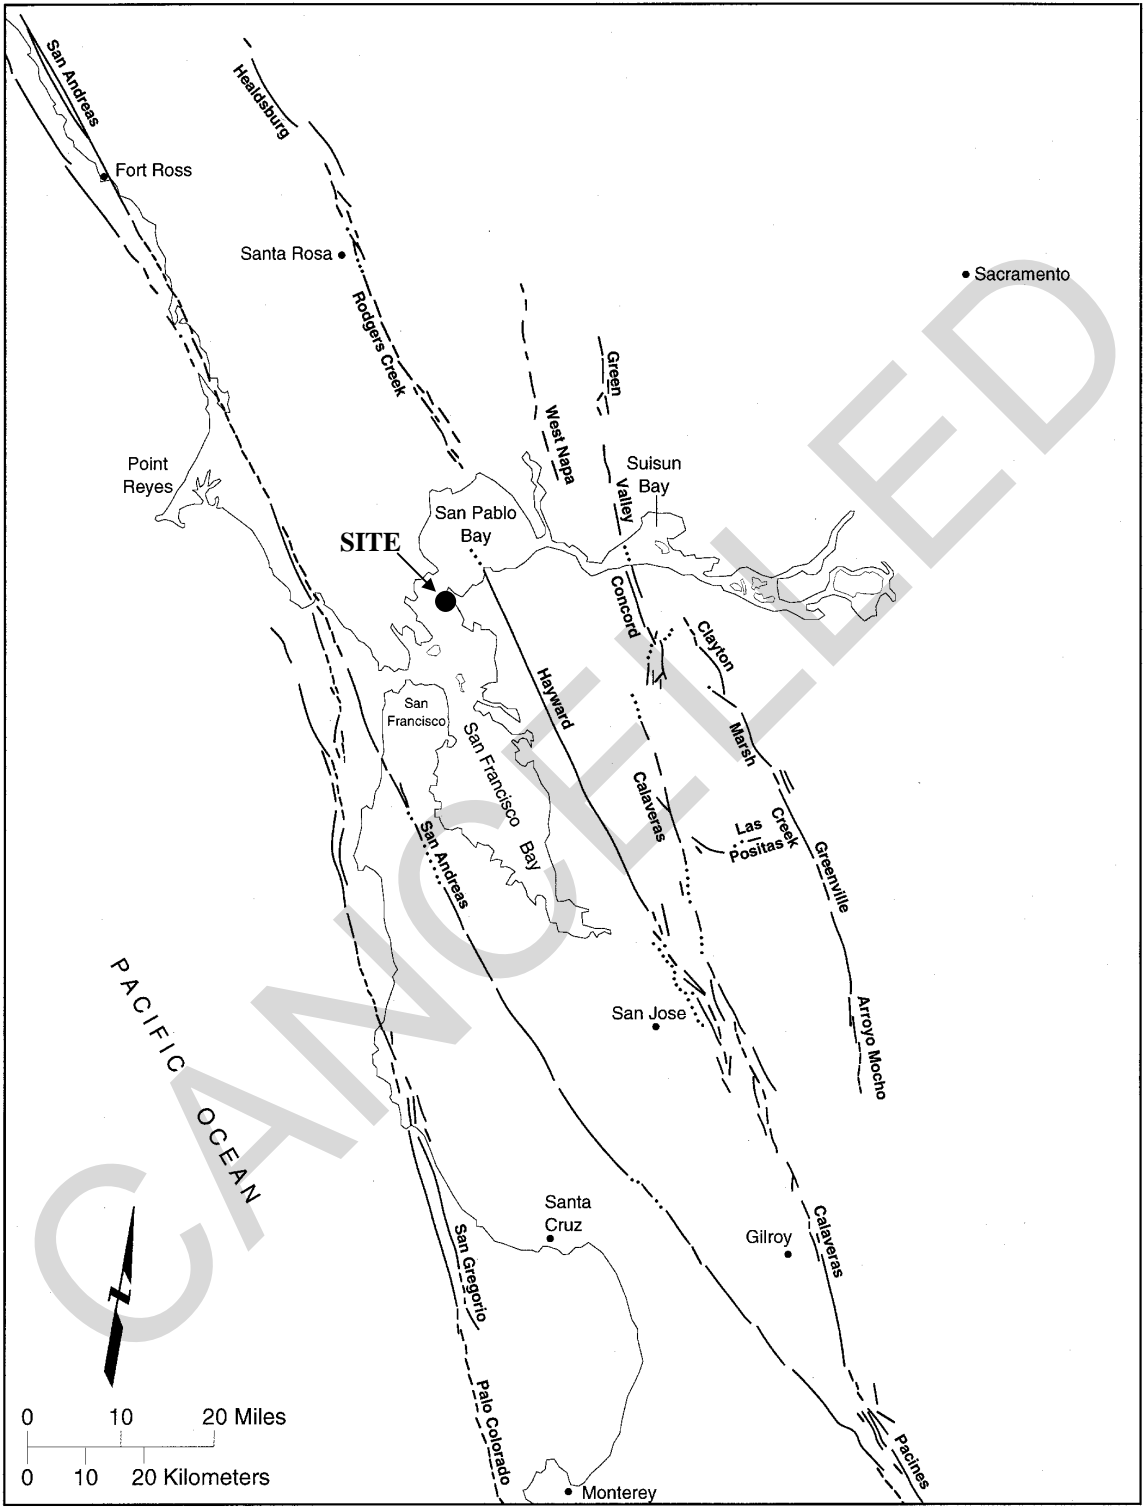 San Andreas
Healdsburg
Fort Ross
Santa Rosa
Sacramento
Rodgers Creek
Green
West Napa
Valley
Suisun
Bay
Point
Reyes
San Pablo
Bay
SITE
Concord
Clayton
Hayward
San
Francisco
San Francisco Bay
Marsh
Creek
Calaveras
Las
Positas
Greenville
San Andreas
PACIFIC OCEAN
San Jose
Arroyo Mocho
Santa
Cruz
Gilroy
Calaveras
San Gregorio
Palo Colorado
Pacines
Monterey
0 10 20 Miles
0 10 20 Kilometers
CANCELLED